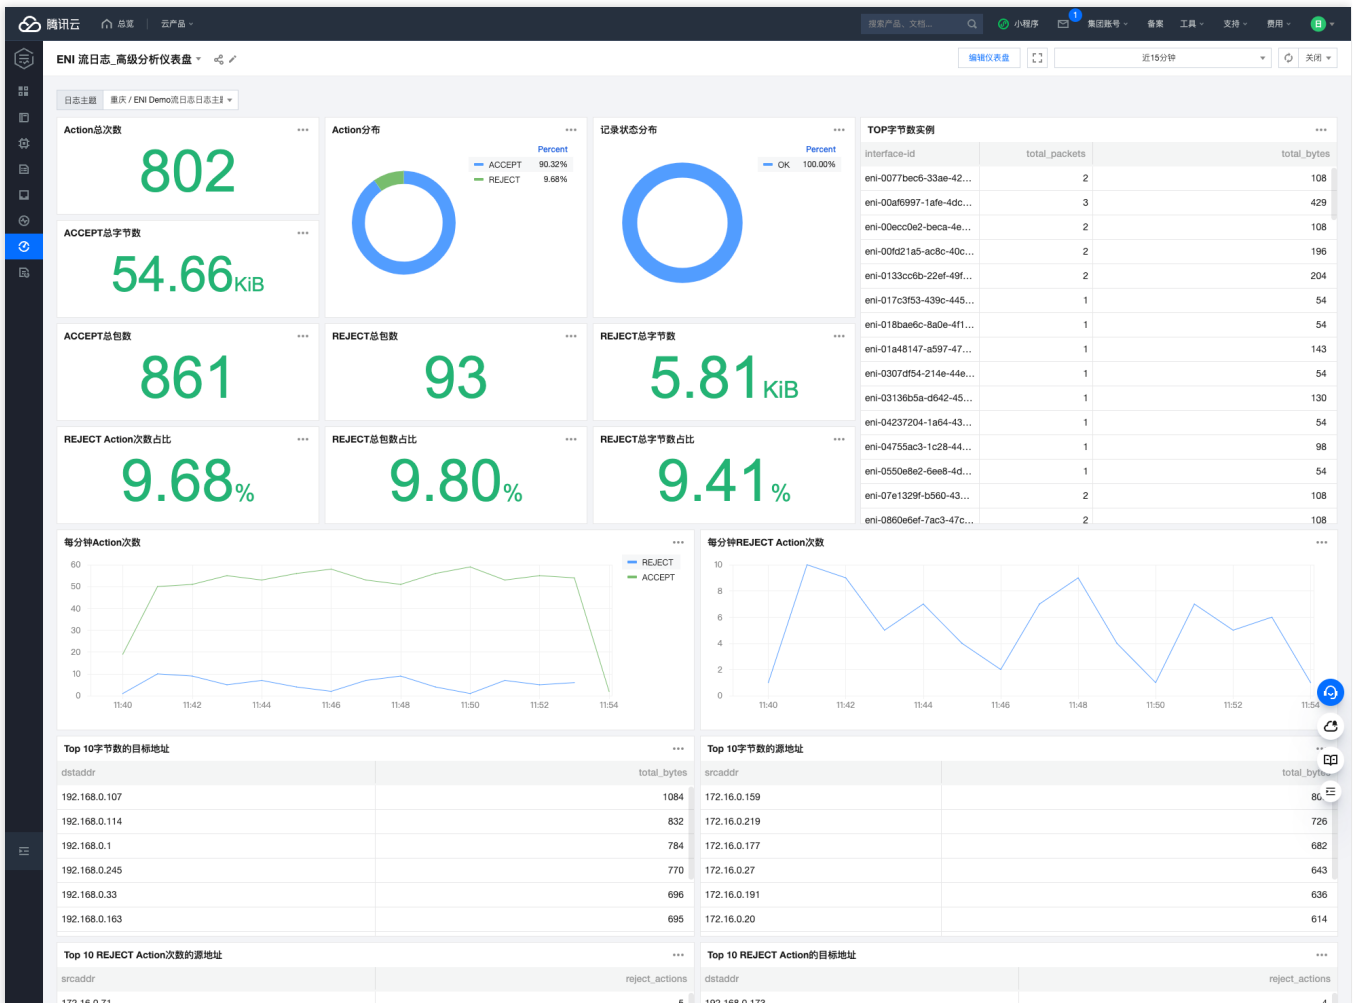 腾讯云 总览 云产品 搜索产品、文档... 小程序 1 集团账号 备案 工具 支持 费用
ENI 流日志_高级分析仪表盘 编辑仪表盘 近15分钟 关闭
日志主题 重庆 / ENI Demo流日志日志主题
Action总次数
802
ACCEPT总字节数
54.66KiB
Action分布
Percent
ACCEPT 90.32%
REJECT 9.68%
记录状态分布
Percent
OK 100.00%
ACCEPT总包数
861
REJECT总包数
93
REJECT总字节数
5.81KiB
REJECT Action次数占比
9.68%
REJECT总包数占比
9.80%
REJECT总字节数占比
9.41%
TOP字节数实例
interface-id total_packets total_bytes
eni-0077bec6-33ae-42... 2 108
eni-00af6997-1afe-4dc... 3 429
eni-00ecc0e2-beca-4e... 2 108
eni-00fd21a5-ac8c-40c... 2 196
eni-0133cc6b-22ef-49f... 2 204
eni-017c3f53-439c-445... 1 54
eni-018bae6c-8a0e-4f1... 1 54
eni-01a48147-a597-47... 1 143
eni-0307df54-214e-44e... 1 54
eni-03136b5a-d642-45... 1 130
eni-04237204-1a64-43... 1 54
eni-04755ac3-1c28-44... 1 98
eni-0550e8e2-6ee8-4d... 1 54
eni-07e1329f-b560-43... 2 108
eni-0860e6ef-7ac3-47c... 2 108
每分钟Action次数
REJECT
ACCEPT
60
50
40
30
20
10
0
11:40 11:42 11:44 11:46 11:48 11:50 11:52 11:54
每分钟REJECT Action次数
10
8
6
4
2
0
11:40 11:42 11:44 11:46 11:48 11:50 11:52 11:54
Top 10字节数的目标地址
dstaddr total_bytes
192.168.0.107 1084
192.168.0.114 832
192.168.0.1 784
192.168.0.245 770
192.168.0.33 696
192.168.0.163 695
Top 10字节数的源地址
srcaddr total_bytes
172.16.0.159
172.16.0.219 726
172.16.0.177 682
172.16.0.27 643
172.16.0.191 636
172.16.0.20 614
Top 10 REJECT Action次数的源地址
srcaddr reject_actions
172.16.0.71 5
Top 10 REJECT Action的目标地址
dstaddr reject_actions
192.168.0.173 4